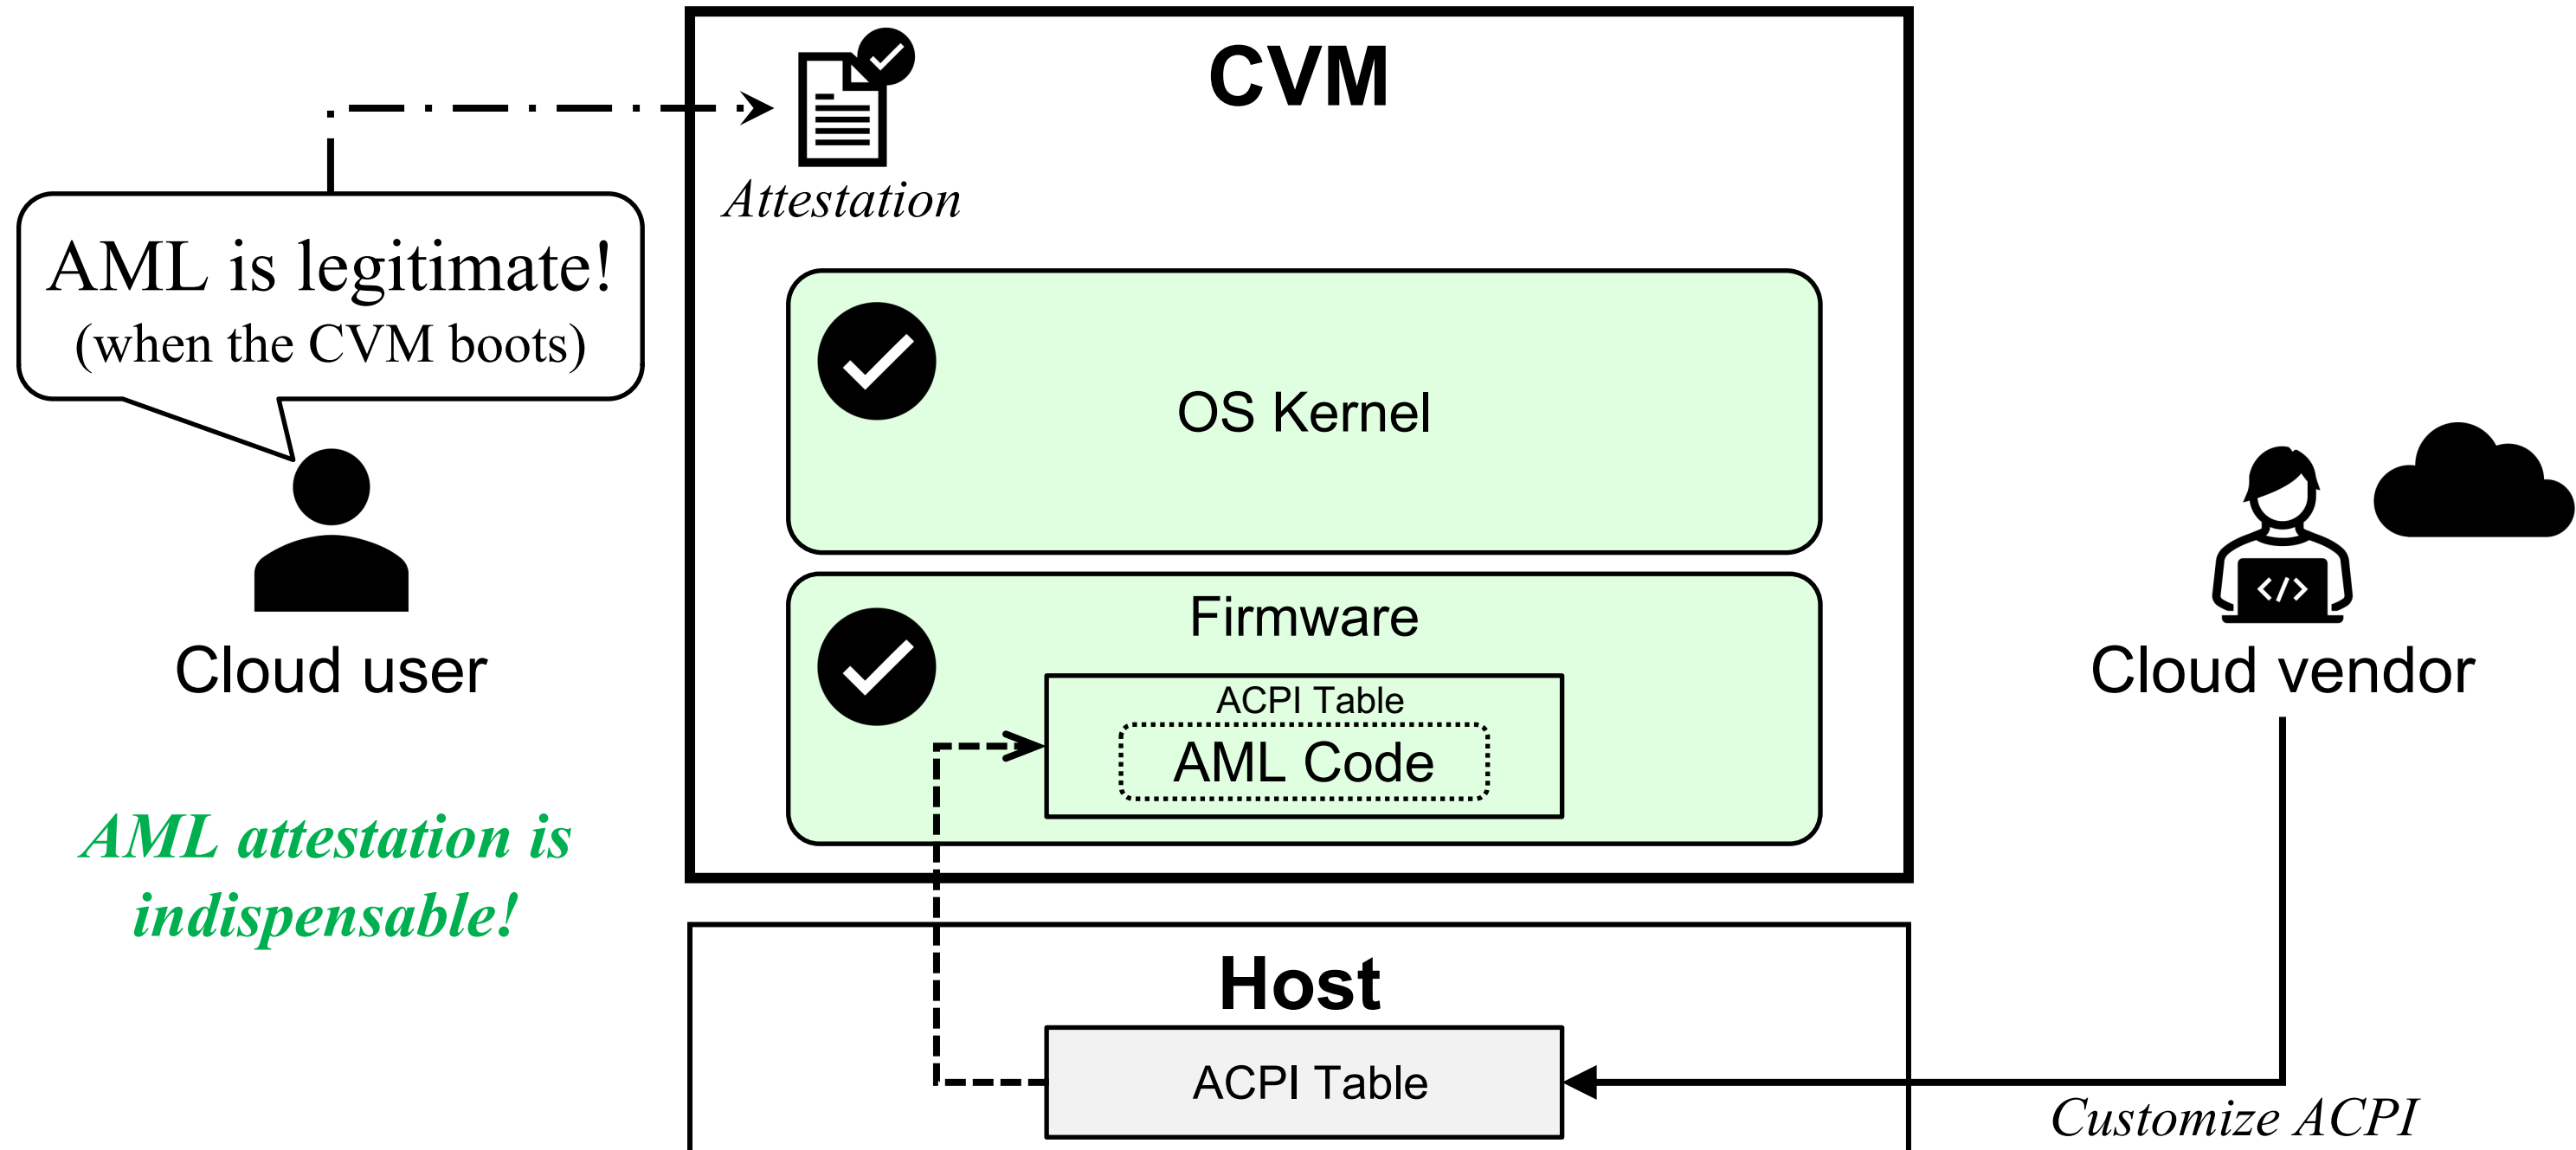 CVM
Attestation
AML is legitimate!
(when the CVM boots)
OS Kernel
Firmware
ACPI Table
AML Code
Cloud user
</>
Cloud vendor
AML attestation is
indispensable!
Host
ACPI Table
Customize ACPI